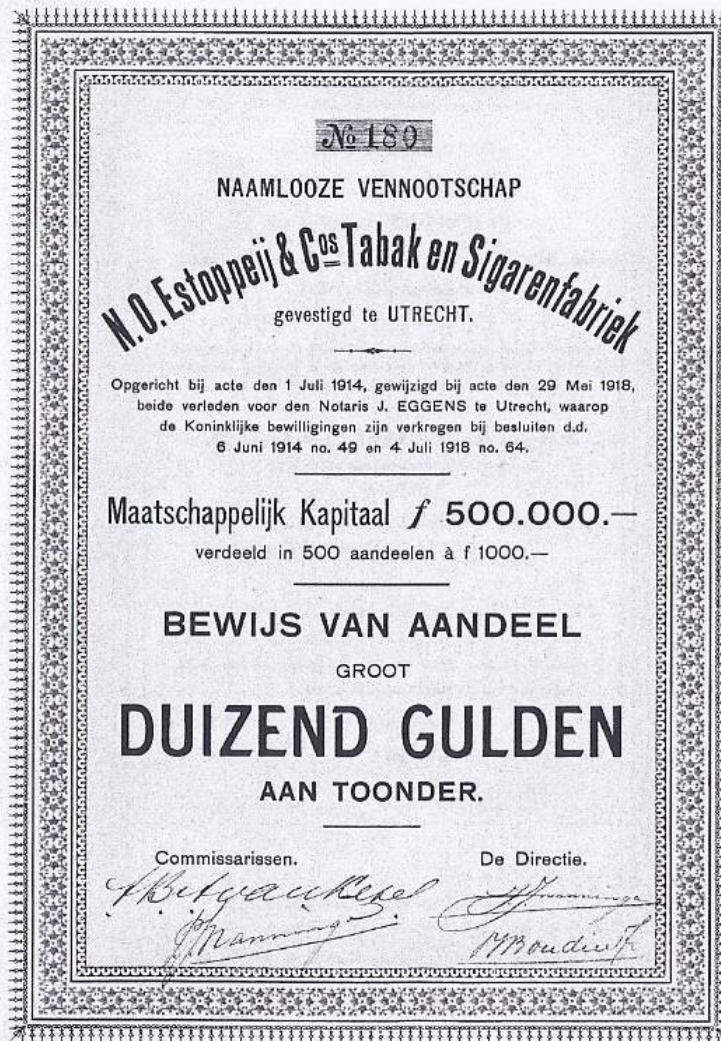 № 180
NAAMLOOZE VENNOOTSCHAP
N.O. Estoppeij & Cos Tabak en Sigarenfabriek
gevestigd te UTRECHT.
Opgericht bij acte den 1 Juli 1914, gewijzigd bij acte den 29 Mei 1918,
beide verleden voor den Notaris J. EGGENS te Utrecht, waarop
de Koninklijke bewilligingen zijn verkregen bij besluiten d.d.
6 Juni 1914 no. 49 en 4 Juli 1918 no. 64.
Maatschappelijk Kapitaal f 500.000.—
verdeeld in 500 aandeelen à f 1000.—
BEWIJS VAN AANDEEL
GROOT
DUIZEND GULDEN
AAN TOONDER.
Commissarissen. De Directie.